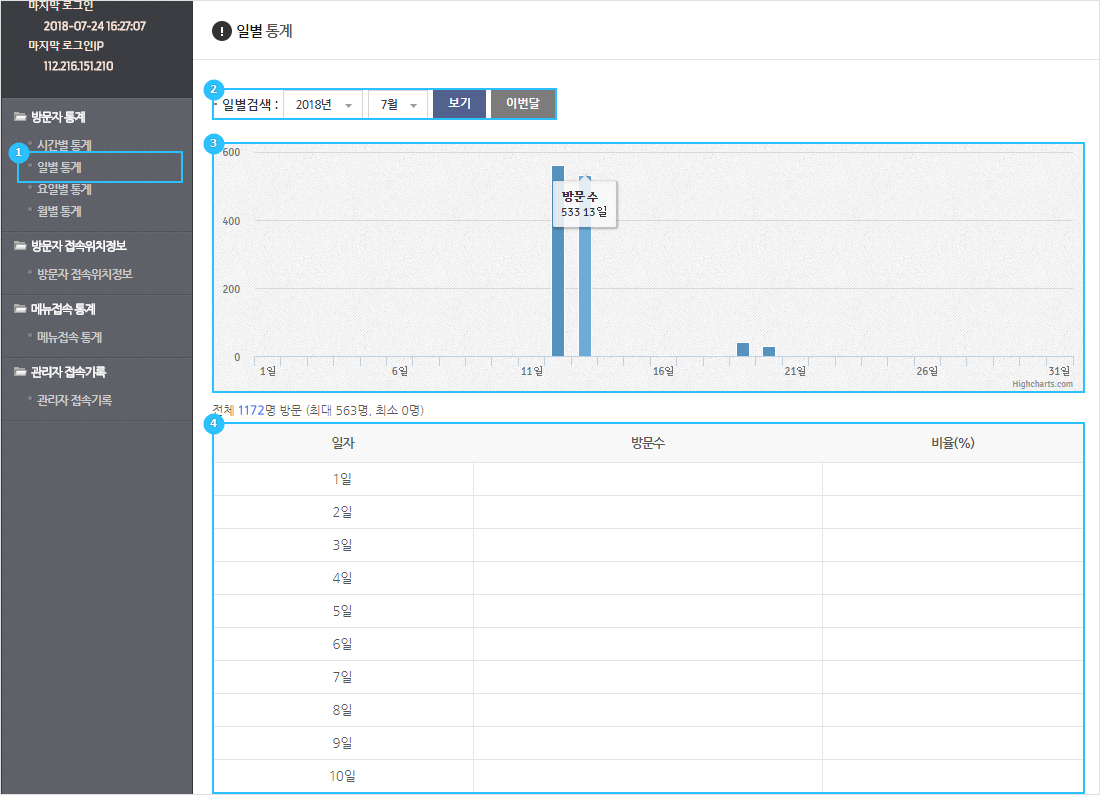 마지막 로그인
2018-07-24 16:27:07
마지막 로그인IP
112.216.151.210
방문자 통계
시간별 통계
1
일별 통계
요일별 통계
월별 통계
방문자 접속위치정보
방문자 접속위치정보
메뉴접속 통계
메뉴접속 통계
관리자 접속기록
관리자 접속기록
! 일별 통계
2
일별검색 : 2018년 7월 보기 이번달
3
600
400
200
0
방문수
533 13일
1일 6일 11일 16일 21일 26일 31일
Highcharts.com
전체 1172명 방문 (최대 563명, 최소 0명)
4
일자 방문수 비율(%)
1일
2일
3일
4일
5일
6일
7일
8일
9일
10일